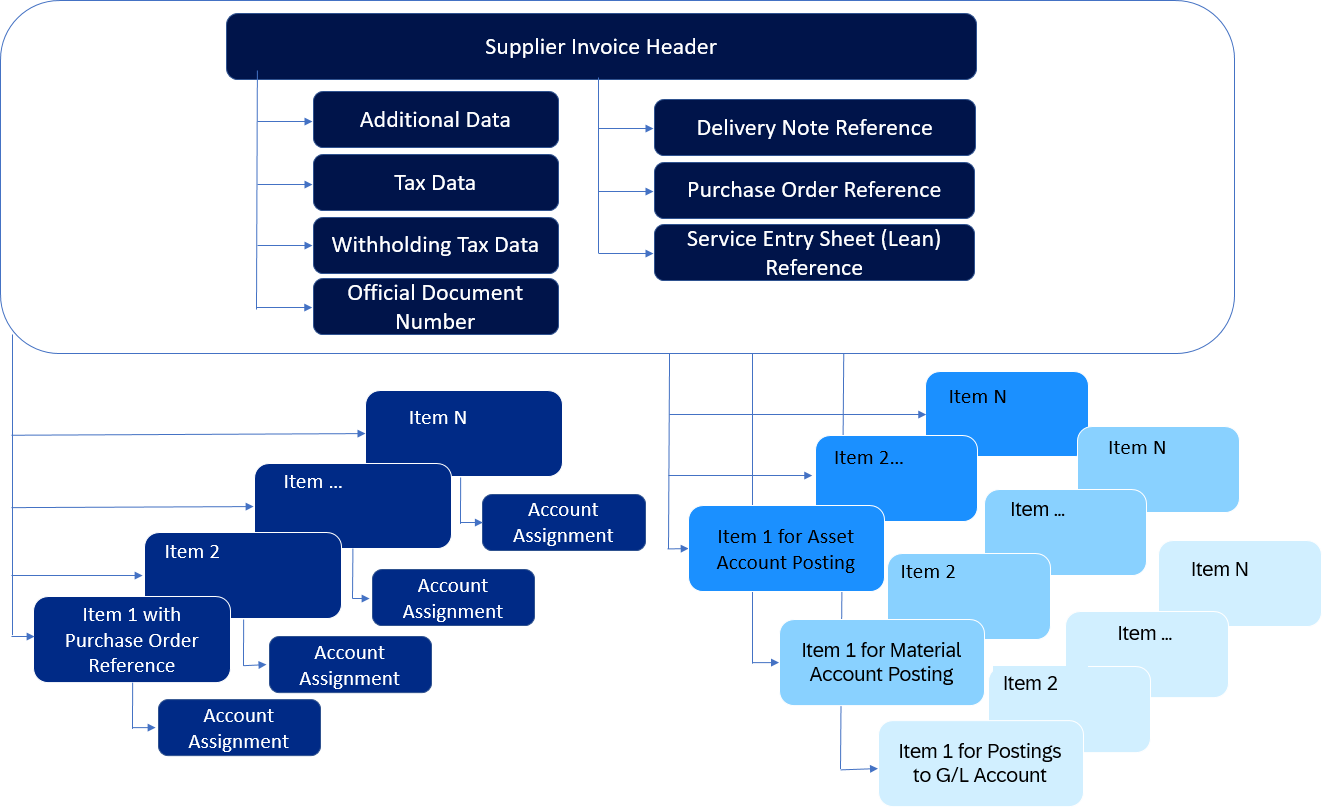 Supplier Invoice Header
Additional Data
Tax Data
Withholding Tax Data
Official Document
Number
Delivery Note Reference
Purchase Order Reference
Service Entry Sheet (Lean)
Reference
Item N
Item ...
Item 2
Item 1 with
Purchase Order
Reference
Account
Assignment
Account
Assignment
Account
Assignment
Account
Assignment
Item N
Item 2...
Item 1 for Asset
Account Posting
Item N
Item ...
Item 2
Item 1 for Material
Account Posting
Item N
Item ...
Item 2
Item 1 for Postings
to G/L Account